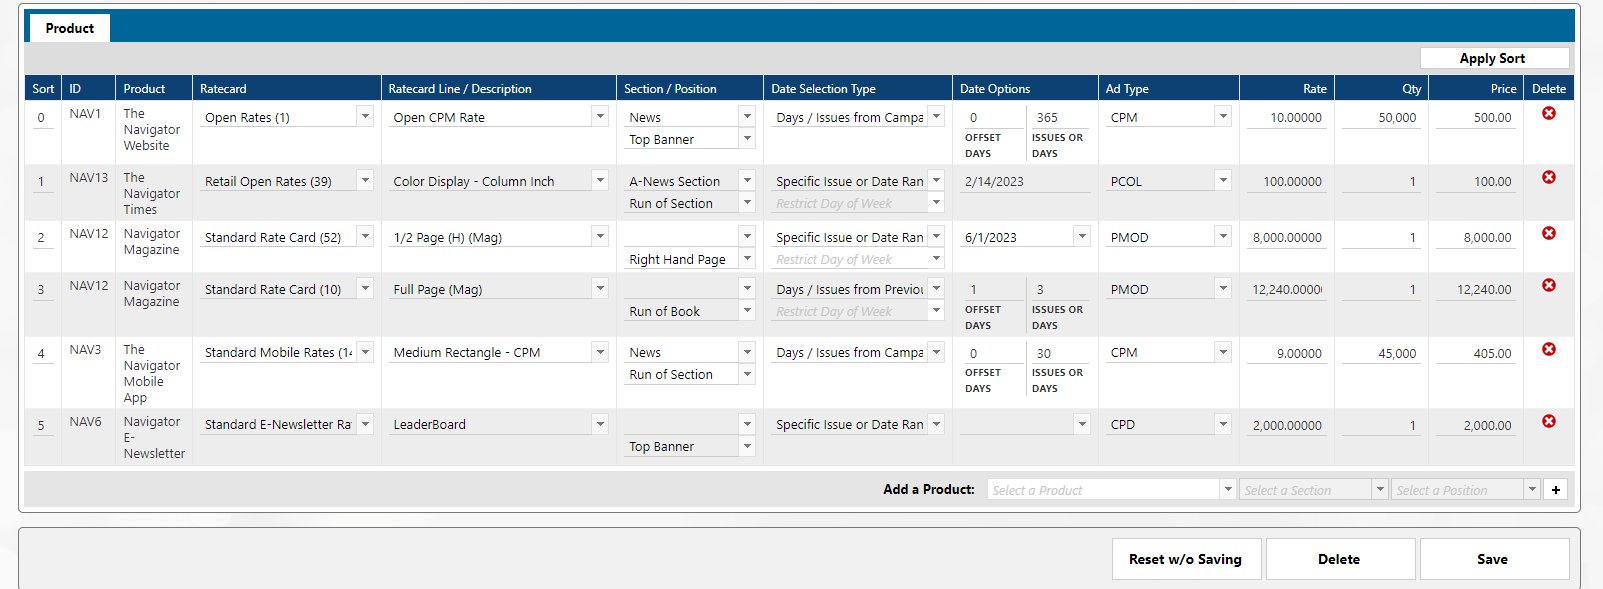 Product
Apply Sort
Sort ID Product Ratecard Ratecard Line / Description Section / Position Date Selection Type Date Options Ad Type Rate Qty Price Delete
0 NAV1 The Navigator Website Open Rates (1) Open CPM Rate News Top Banner Days / Issues from Campa 0 OFFSET DAYS 365 ISSUES OR DAYS CPM 10.00000 50,000 500.00
1 NAV13 The Navigator Times Retail Open Rates (39) Color Display - Column Inch A-News Section Run of Section Specific Issue or Date Ran Restrict Day of Week 2/14/2023 PCOL 100.00000 1 100.00
2 NAV12 Navigator Magazine Standard Rate Card (52) 1/2 Page (H) (Mag) Right Hand Page Specific Issue or Date Ran Restrict Day of Week 6/1/2023 PMOD 8,000.00000 1 8,000.00
3 NAV12 Navigator Magazine Standard Rate Card (10) Full Page (Mag) Run of Book Days / Issues from Previou Restrict Day of Week 1 OFFSET DAYS 3 ISSUES OR DAYS PMOD 12,240.0000 1 12,240.00
4 NAV3 The Navigator Mobile App Standard Mobile Rates (14 Medium Rectangle - CPM News Run of Section Days / Issues from Campa 0 OFFSET DAYS 30 ISSUES OR DAYS CPM 9.00000 45,000 405.00
5 NAV6 Navigator E-Newsletter Standard E-Newsletter Ra LeaderBoard Top Banner Specific Issue or Date Ran CPD 2,000.00000 1 2,000.00
Add a Product: Select a Product Select a Section Select a Position +
Reset w/o Saving Delete Save